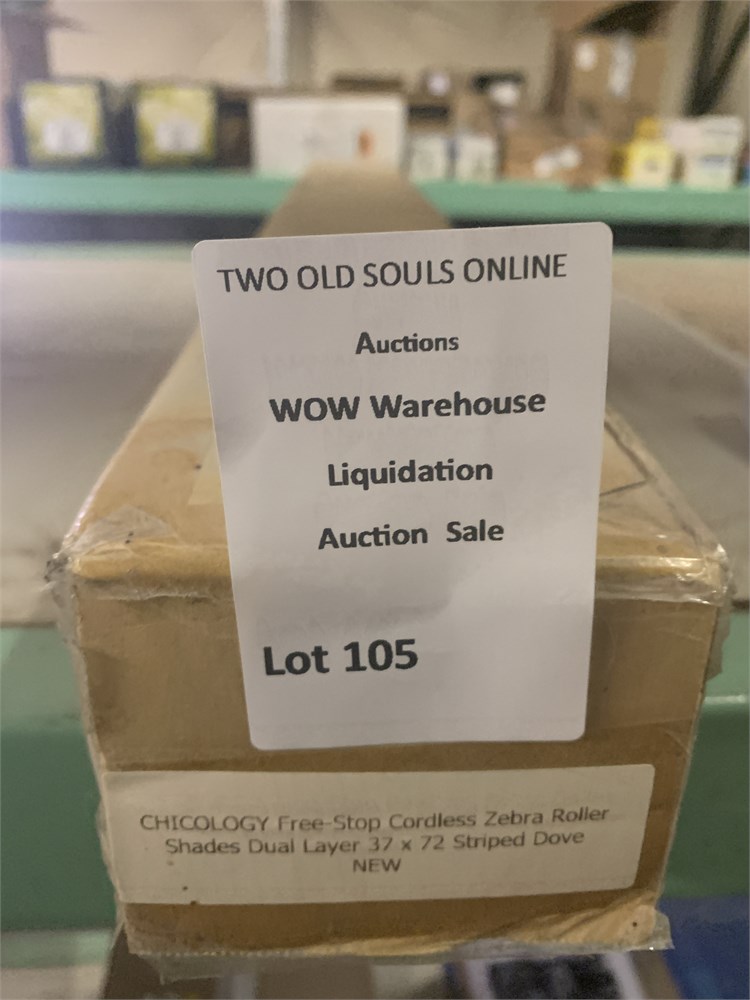 TWO OLD SOULS ONLINE
Auctions
WOW Warehouse
Liquidation
Auction Sale
Lot 105
CHICOLOGY Free-Stop Cordless Zebra Roller
Shades Dual Layer 37 x 72 Striped Dove
NEW